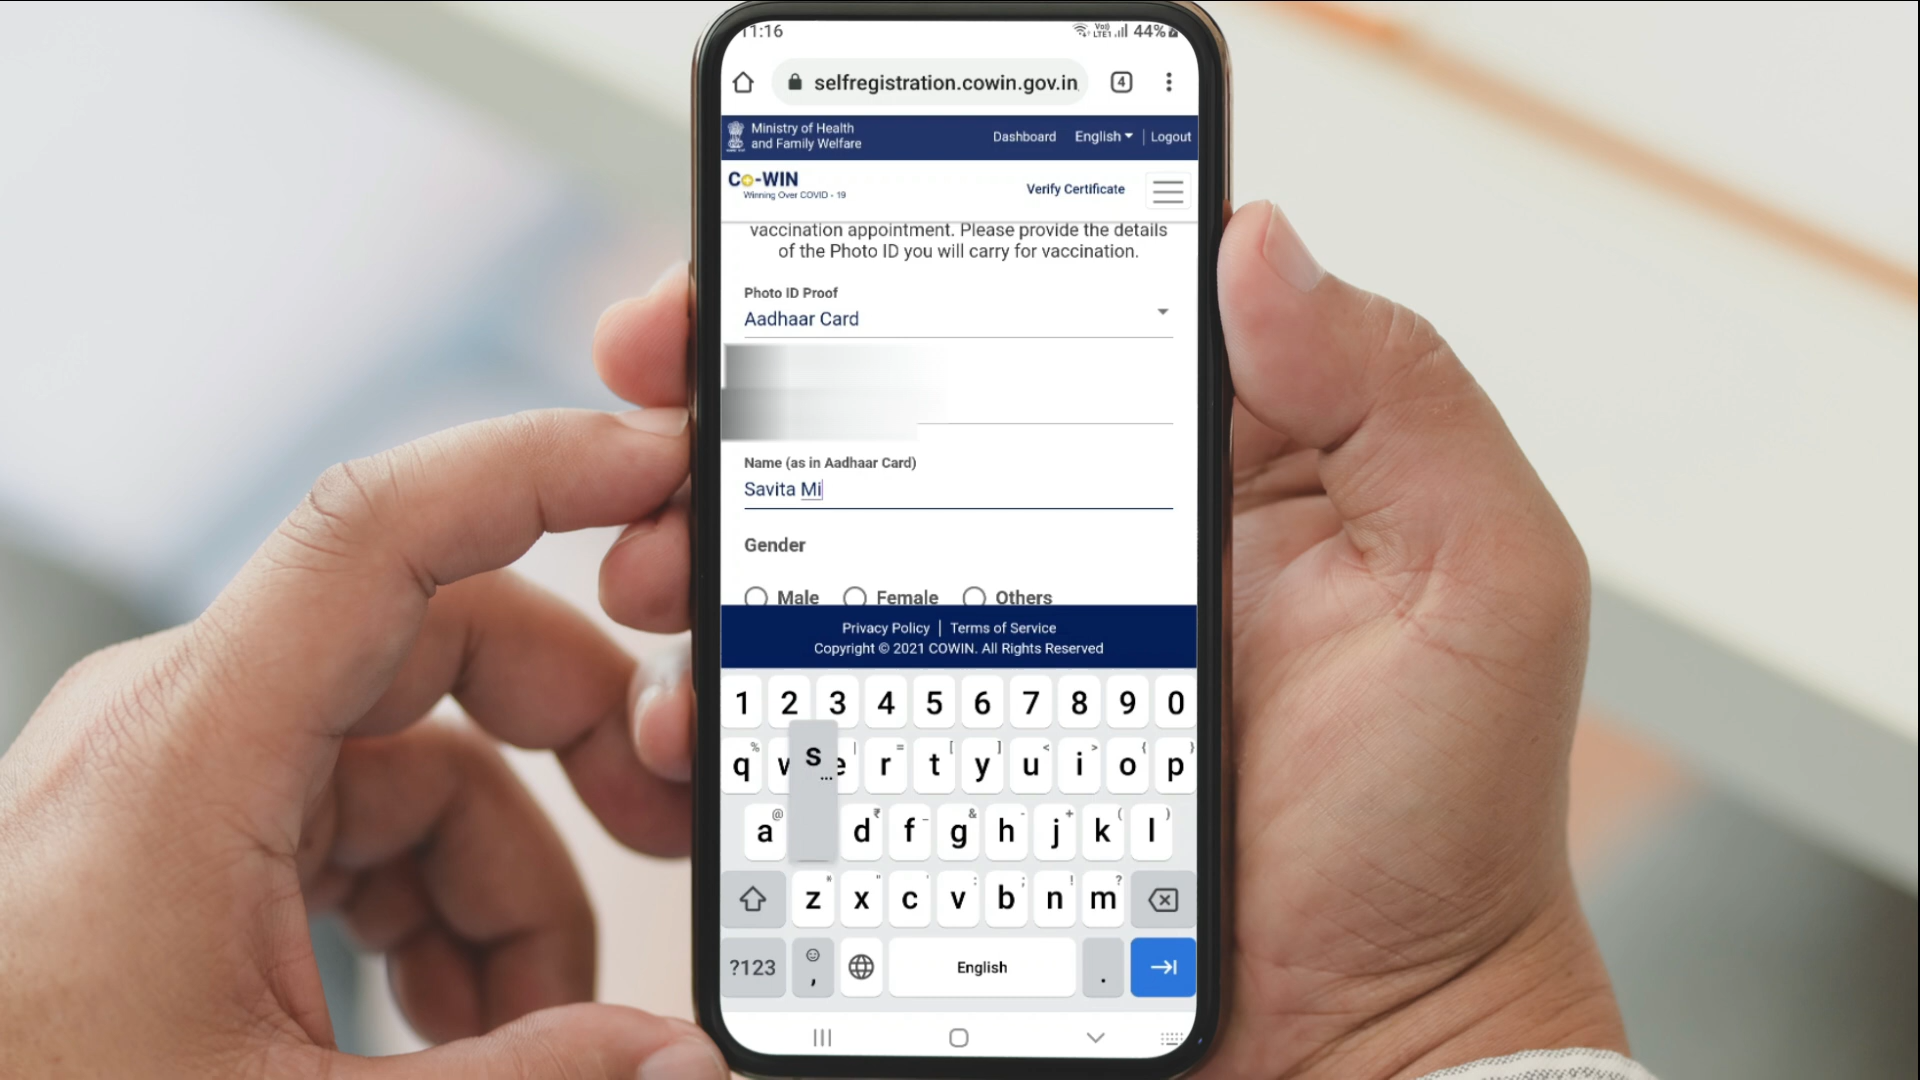 11:16 44%
selfregistration.cowin.gov.in 4
Ministry of Health
and Family Welfare
Dashboard English Logout
Co-WIN
Winning Over COVID - 19
Verify Certificate
vaccination appointment. Please provide the details
of the Photo ID you will carry for vaccination.
Photo ID Proof
Aadhaar Card
Name (as in Aadhaar Card)
Savita Mi
Gender
Male Female Others
Privacy Policy | Terms of Service
Copyright © 2021 COWIN. All Rights Reserved
1 2 3 4 5 6 7 8 9 0
q w e r t y u i o p
s...
a d f g h j k l
z x c v b n m
?123 , English .